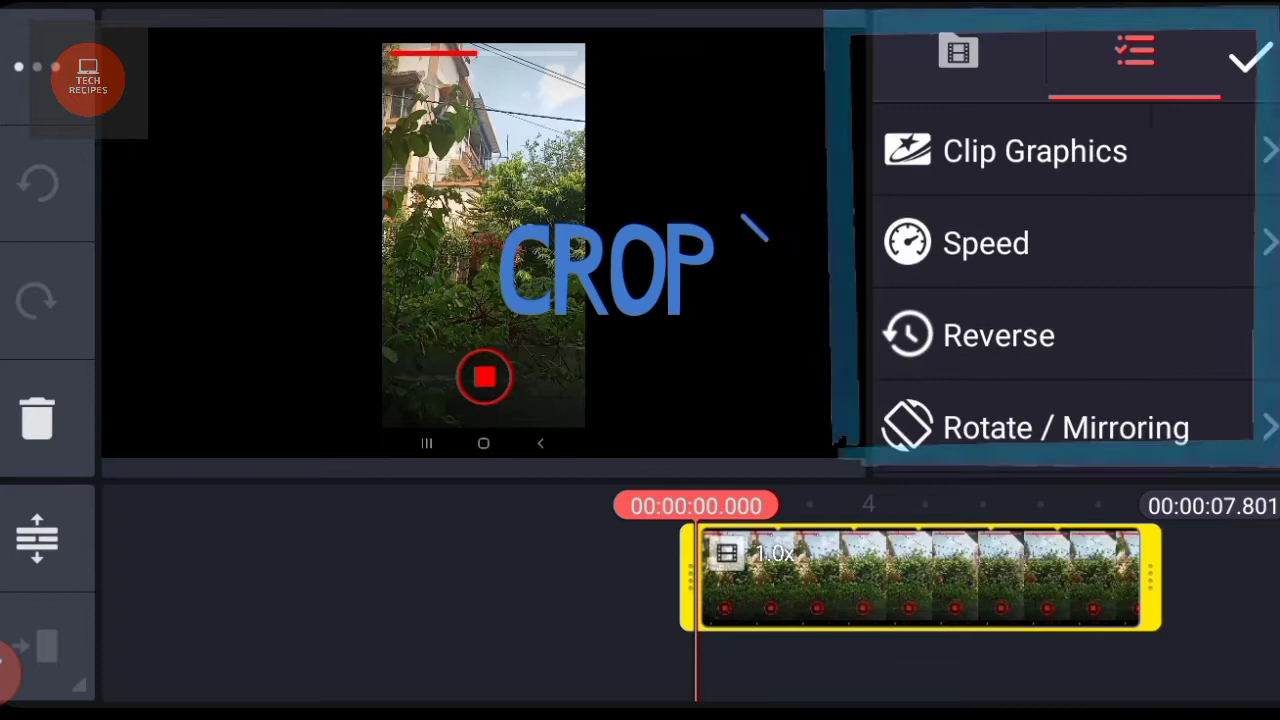 TECH
RECIPES
CROP
Clip Graphics
Speed
Reverse
Rotate / Mirroring
00:00:00.000
4
00:00:07.801
1.0x